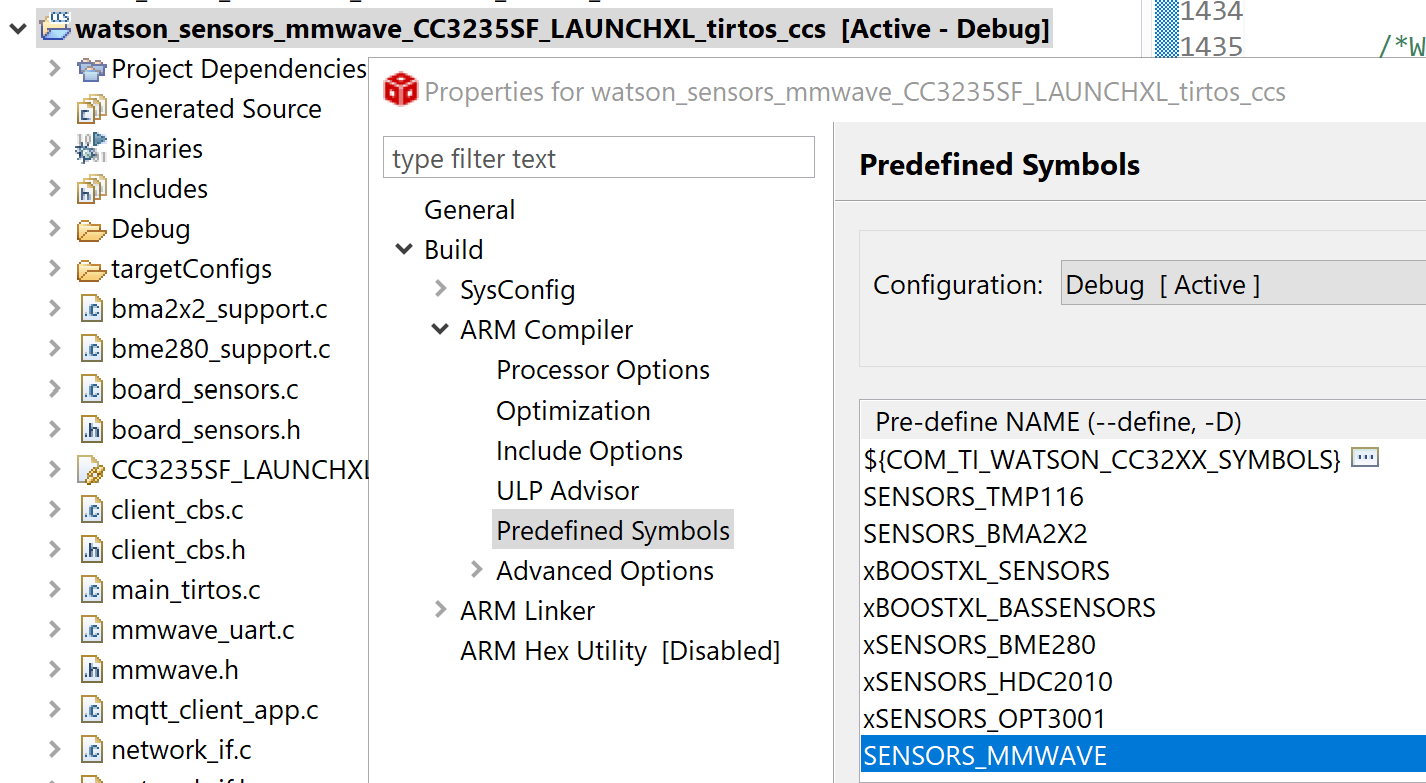 watson_sensors_mmwave_CC3235SF_LAUNCHXL_tirtos_ccs [Active - Debug]
Project Dependencies
Generated Source
Binaries
Includes
Debug
targetConfigs
bma2x2_support.c
bme280_support.c
board_sensors.c
board_sensors.h
CC3235SF_LAUNCHXL
client_cbs.c
client_cbs.h
main_tirtos.c
mmwave_uart.c
mmwave.h
mqtt_client_app.c
network_if.c
1434
1435 /*W
Properties for watson_sensors_mmwave_CC3235SF_LAUNCHXL_tirtos_ccs
type filter text
General
Build
SysConfig
ARM Compiler
Processor Options
Optimization
Include Options
ULP Advisor
Predefined Symbols
Advanced Options
ARM Linker
ARM Hex Utility [Disabled]
Predefined Symbols
Configuration: Debug [ Active ]
Pre-define NAME (--define, -D)
${COM_TI_WATSON_CC32XX_SYMBOLS}
SENSORS_TMP116
SENSORS_BMA2X2
xBOOSTXL_SENSORS
xBOOSTXL_BASSENSORS
xSENSORS_BME280
xSENSORS_HDC2010
xSENSORS_OPT3001
SENSORS_MMWAVE